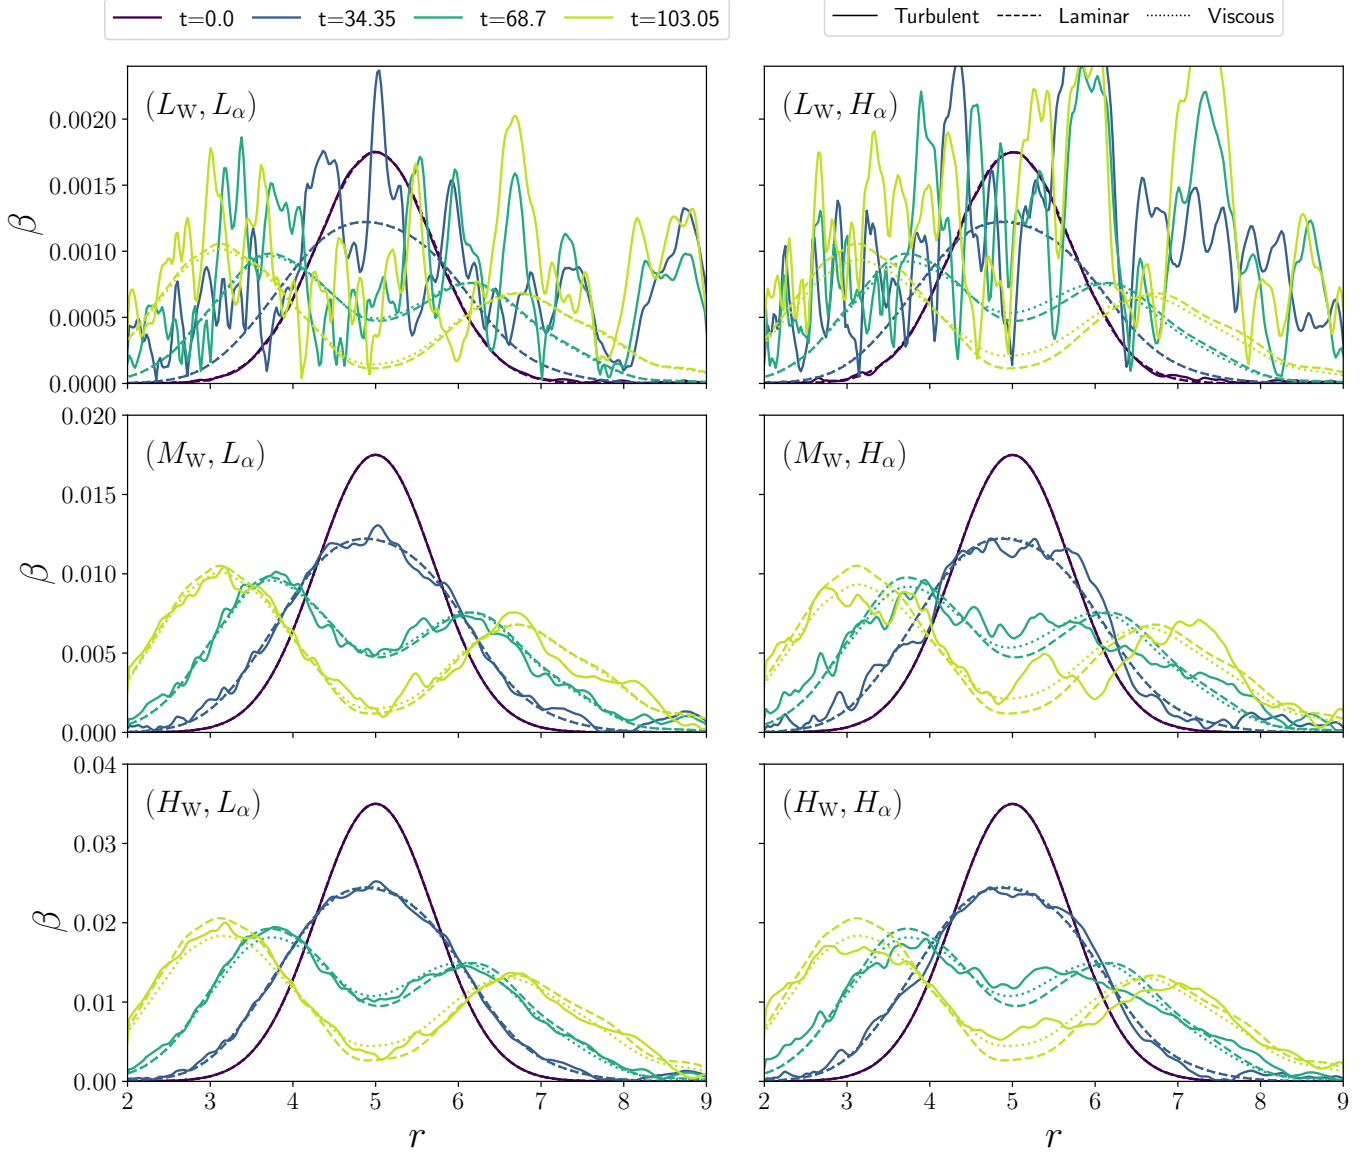 t=0.0 t=34.35 t=68.7 t=103.05 Turbulent Laminar Viscous
(L_W, L_α) (L_W, H_α)
0.0020
0.0015
β
0.0010
0.0005
0.0000
0.020
(M_W, L_α) (M_W, H_α)
0.015
β
0.010
0.005
0.000
0.04
(H_W, L_α) (H_W, H_α)
0.03
β
0.02
0.01
0.00
2 3 4 5 6 7 8 9 2 3 4 5 6 7 8 9
r r